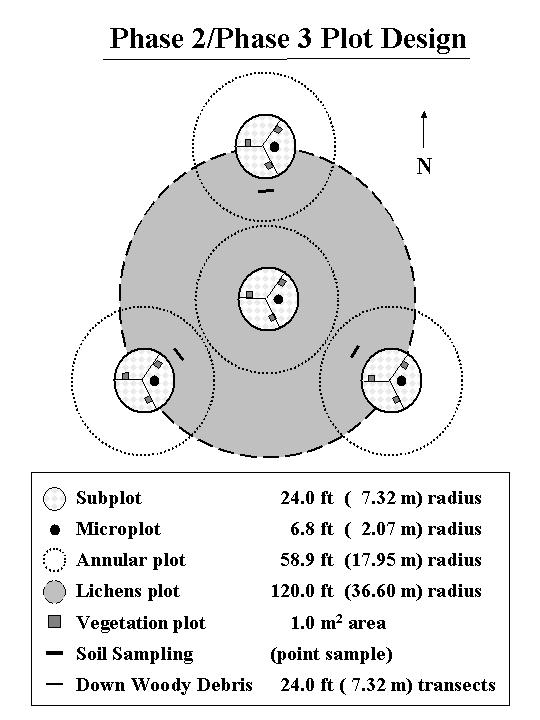 Phase 2/Phase 3 Plot Design
N
Subplot 24.0 ft ( 7.32 m) radius
Microplot 6.8 ft ( 2.07 m) radius
Annular plot 58.9 ft (17.95 m) radius
Lichens plot 120.0 ft (36.60 m) radius
Vegetation plot 1.0 m² area
Soil Sampling (point sample)
Down Woody Debris 24.0 ft ( 7.32 m) transects